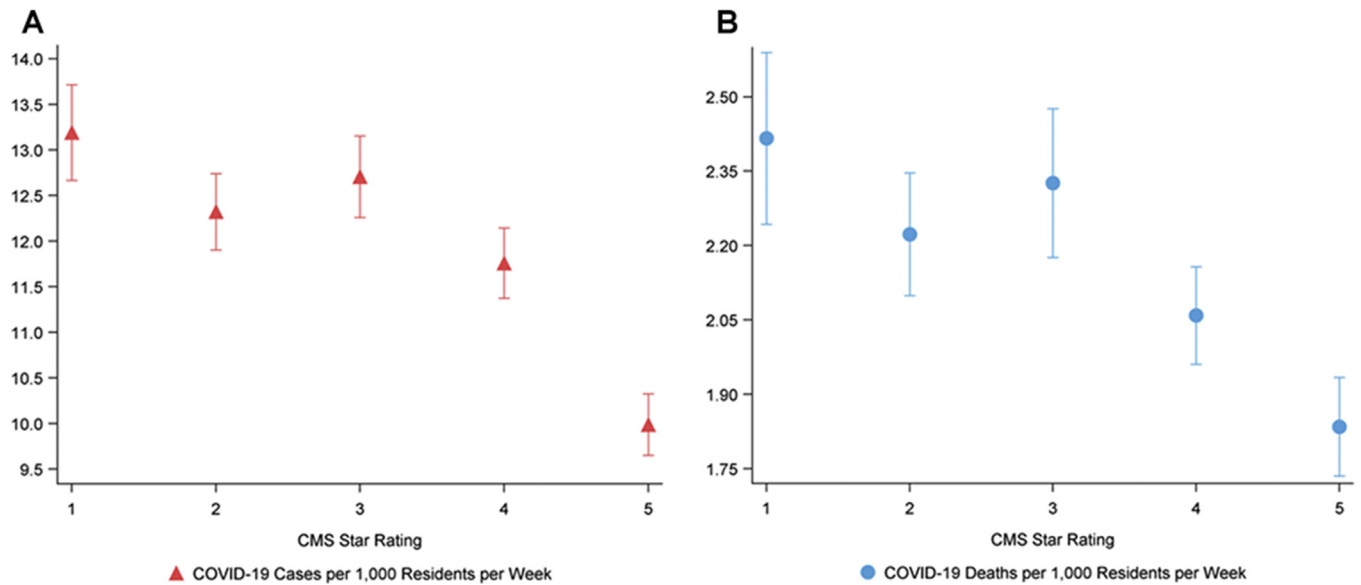 A
14.0
13.5
13.0
12.5
12.0
11.5
11.0
10.5
10.0
9.5
1 2 3 4 5
CMS Star Rating
COVID-19 Cases per 1,000 Residents per Week
B
2.50
2.35
2.20
2.05
1.90
1.75
1 2 3 4 5
CMS Star Rating
COVID-19 Deaths per 1,000 Residents per Week